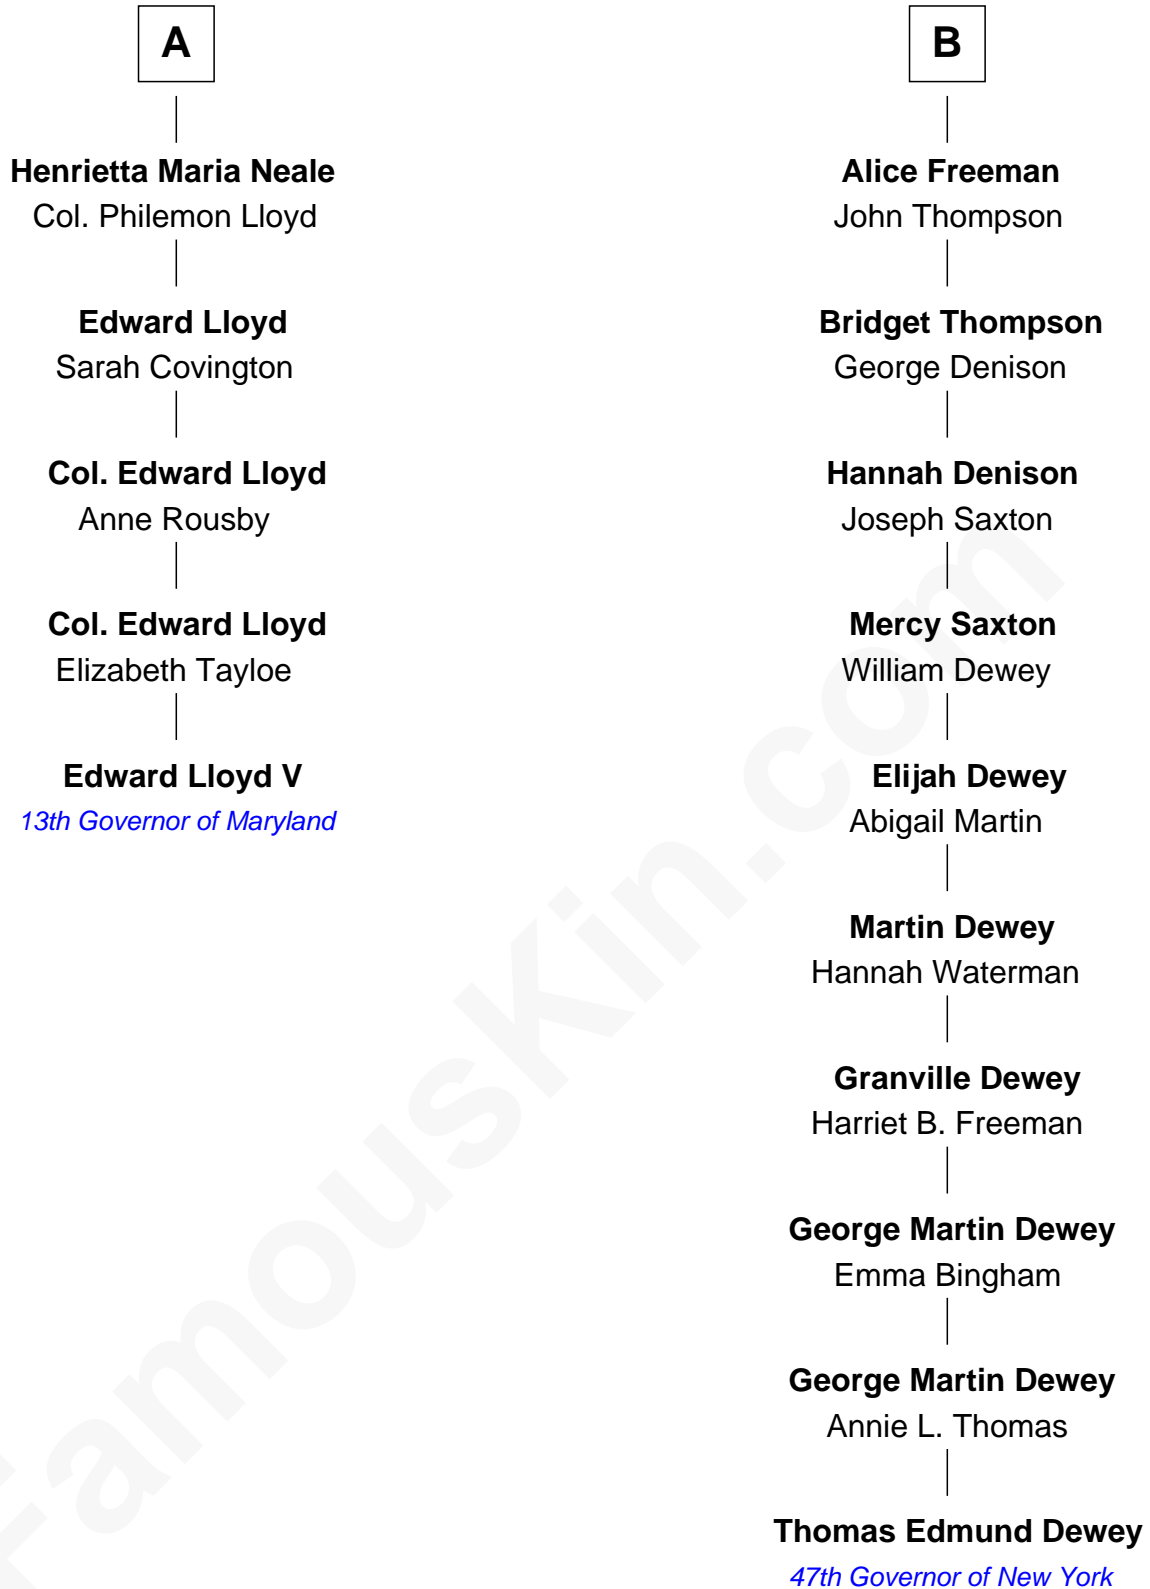 A
Henrietta Maria Neale
Col. Philemon Lloyd
Edward Lloyd
Sarah Covington
Col. Edward Lloyd
Anne Rousby
Col. Edward Lloyd
Elizabeth Tayloe
Edward Lloyd V
13th Governor of Maryland
B
Alice Freeman
John Thompson
Bridget Thompson
George Denison
Hannah Denison
Joseph Saxton
Mercy Saxton
William Dewey
Elijah Dewey
Abigail Martin
Martin Dewey
Hannah Waterman
Granville Dewey
Harriet B. Freeman
George Martin Dewey
Emma Bingham
George Martin Dewey
Annie L. Thomas
Thomas Edmund Dewey
47th Governor of New York
FamousKin.com